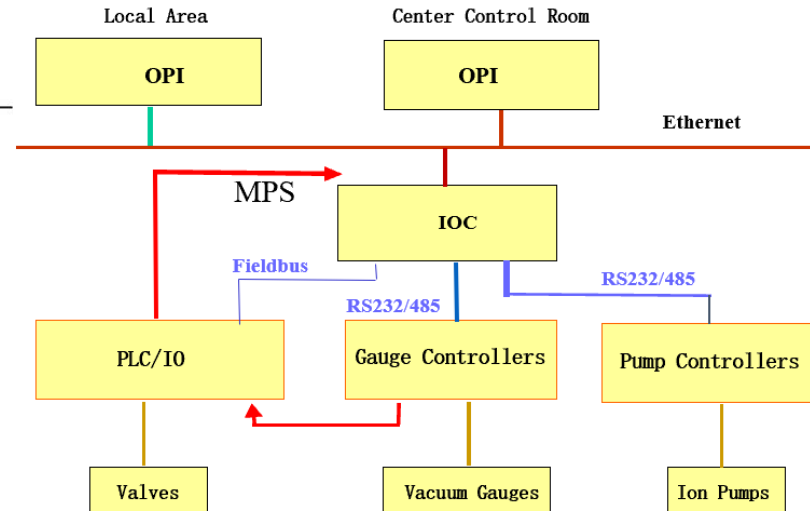 Local Area
Center Control Room
OPI
OPI
Ethernet
MPS
IOC
Fieldbus
RS232/485
RS232/485
PLC/IO
Gauge Controllers
Pump Controllers
Valves
Vacuum Gauges
Ion Pumps